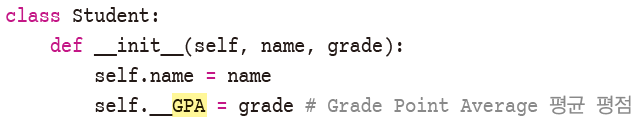 class Student:
    def __init__(self, name, grade):
        self.name = name
        self.__GPA = grade # Grade Point Average 평균 평점